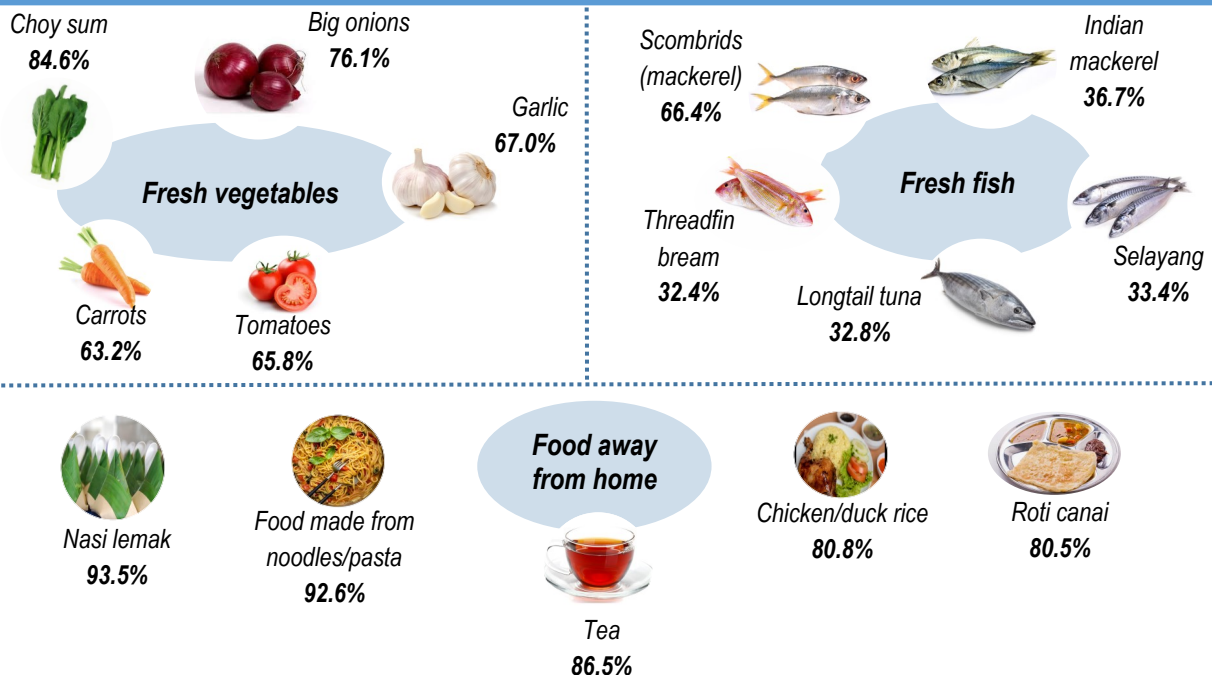 Choy sum
84.6%
Big onions
76.1%
Garlic
67.0%
Fresh vegetables
Carrots
63.2%
Tomatoes
65.8%
Scombrids
(mackerel)
66.4%
Indian
mackerel
36.7%
Fresh fish
Threadfin
bream
32.4%
Longtail tuna
32.8%
Selayang
33.4%
Food away
from home
Nasi lemak
93.5%
Food made from
noodles/pasta
92.6%
Tea
86.5%
Chicken/duck rice
80.8%
Roti canai
80.5%